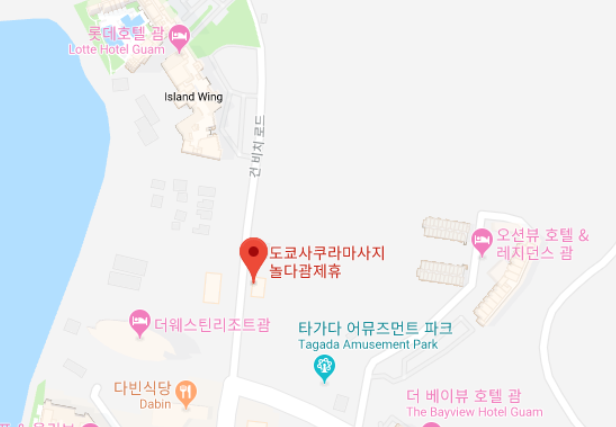 롯데호텔 괌
Lotte Hotel Guam
Island Wing
건 비치 로드
도쿄사쿠라마사지
놀다괌제휴
오션뷰 호텔 &
레지던스 괌
더웨스틴리조트괌
타가다 어뮤즈먼트 파크
Tagada Amusement Park
다빈식당
Dabin
더 베이뷰 호텔 괌
The Bayview Hotel Guam